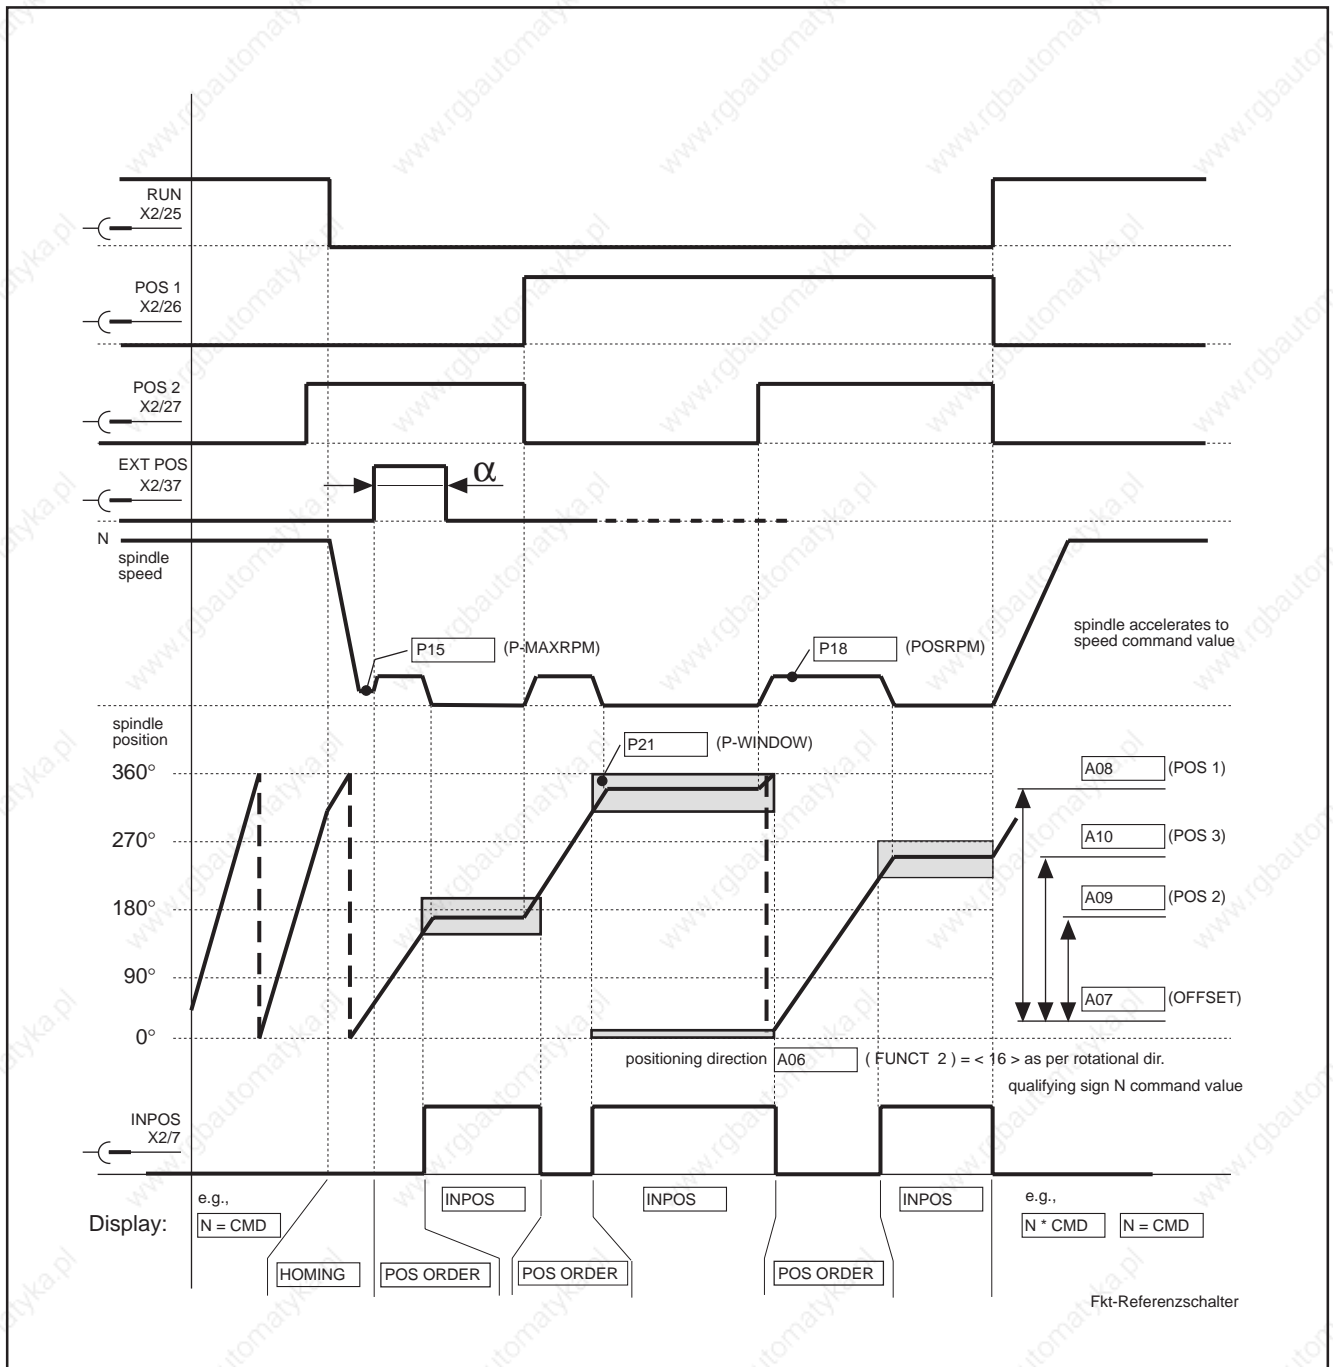 RUN
X2/25
POS 1
X2/26
POS 2
X2/27
EXT POS
X2/37
α
N
spindle
speed
P15 (P-MAXRPM)
P18 (POSRPM)
spindle accelerates to
speed command value
spindle
position
P21 (P-WINDOW)
360°
270°
180°
90°
0°
A08 (POS 1)
A10 (POS 3)
A09 (POS 2)
A07 (OFFSET)
positioning direction A06 ( FUNCT 2 ) = < 16 > as per rotational dir.
qualifying sign N command value
INPOS
X2/7
e.g.,
INPOS
INPOS
INPOS
e.g.,
Display:
N = CMD
N * CMD
N = CMD
HOMING
POS ORDER
POS ORDER
POS ORDER
Fkt-Referenzschalter
www.rgbautomatyka.pl